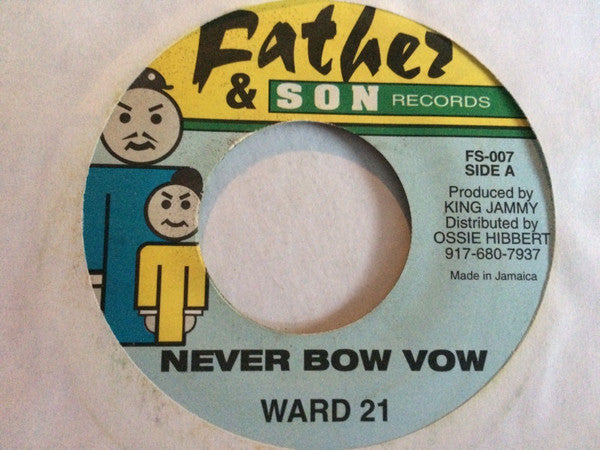 Father
& SON RECORDS
FS-007
SIDE A
Produced by
KING JAMMY
Distributed by
OSSIE HIBBERT
917-680-7937
Made in Jamaica
NEVER BOW VOW
WARD 21